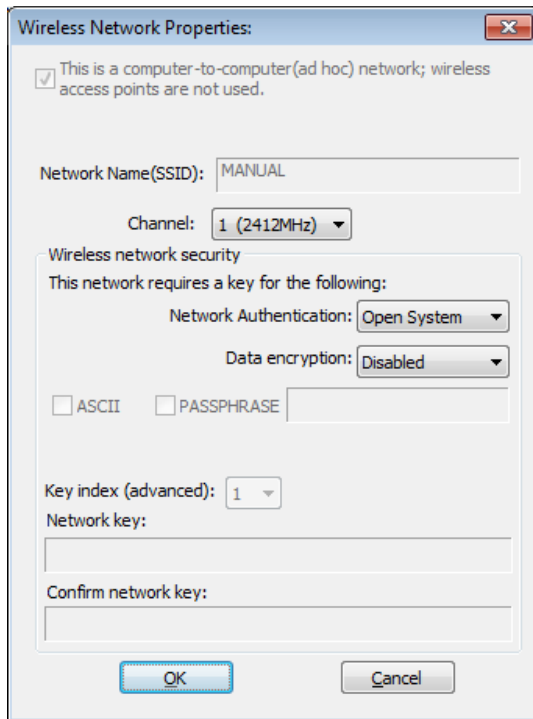 Wireless Network Properties:
This is a computer-to-computer(ad hoc) network; wireless
access points are not used.
Network Name(SSID): MANUAL
Channel: 1 (2412MHz)
Wireless network security
This network requires a key for the following:
Network Authentication: Open System
Data encryption: Disabled
ASCII PASSPHRASE
Key index (advanced): 1
Network key:
Confirm network key:
OK Cancel